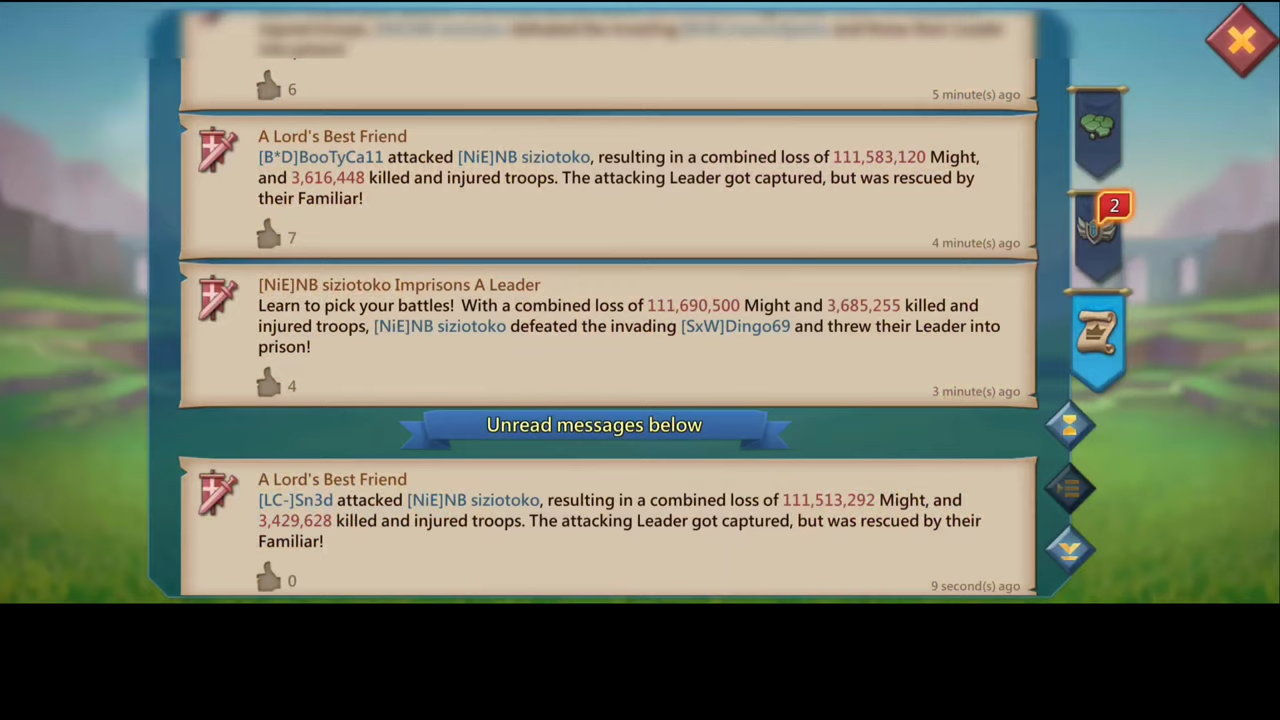 6
5 minute(s) ago
A Lord's Best Friend
[B*D]BooTyCa11 attacked [NiE]NB siziotoko, resulting in a combined loss of 111,583,120 Might,
and 3,616,448 killed and injured troops. The attacking Leader got captured, but was rescued by
their Familiar!
7
4 minute(s) ago
[NiE]NB siziotoko Imprisons A Leader
Learn to pick your battles! With a combined loss of 111,690,500 Might and 3,685,255 killed and
injured troops, [NiE]NB siziotoko defeated the invading [SxW]Dingo69 and threw their Leader into
prison!
4
3 minute(s) ago
2
Unread messages below
A Lord's Best Friend
[LC-]Sn3d attacked [NiE]NB siziotoko, resulting in a combined loss of 111,513,292 Might, and
3,429,628 killed and injured troops. The attacking Leader got captured, but was rescued by their
Familiar!
0
9 second(s) ago